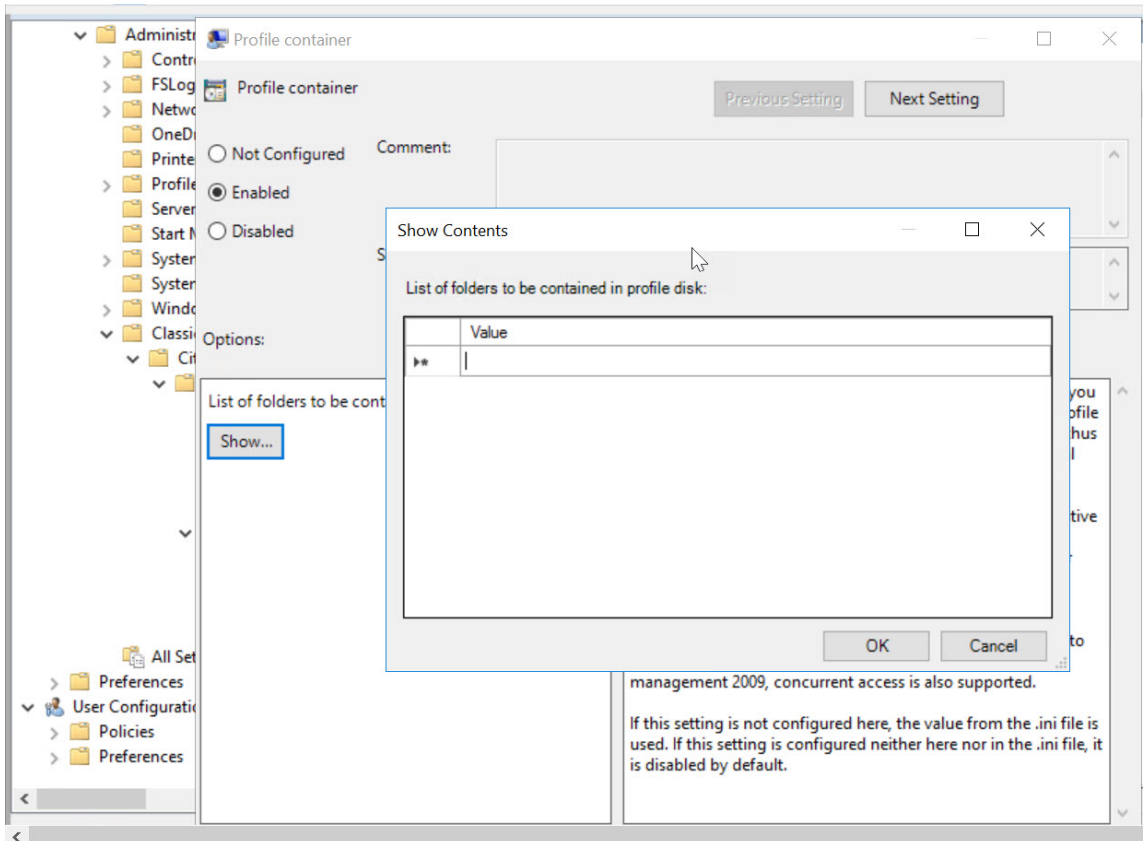 Administr
Profile container
Contr
FSLog
Profile container
Previous Setting
Next Setting
Netwo
OneDr
Printe
Not Configured
Comment:
Profile
Enabled
Server
Start M
Disabled
Show Contents
System
S
System
List of folders to be contained in profile disk:
Windo
Classi
Options:
Value
Cit
List of folders to be cont
you
ofile
hus
Show...
l
tive
r
OK
Cancel
to
All Set
Preferences
management 2009, concurrent access is also supported.
User Configuratio
Policies
If this setting is not configured here, the value from the .ini file is
used. If this setting is configured neither here nor in the .ini file, it
Preferences
is disabled by default.